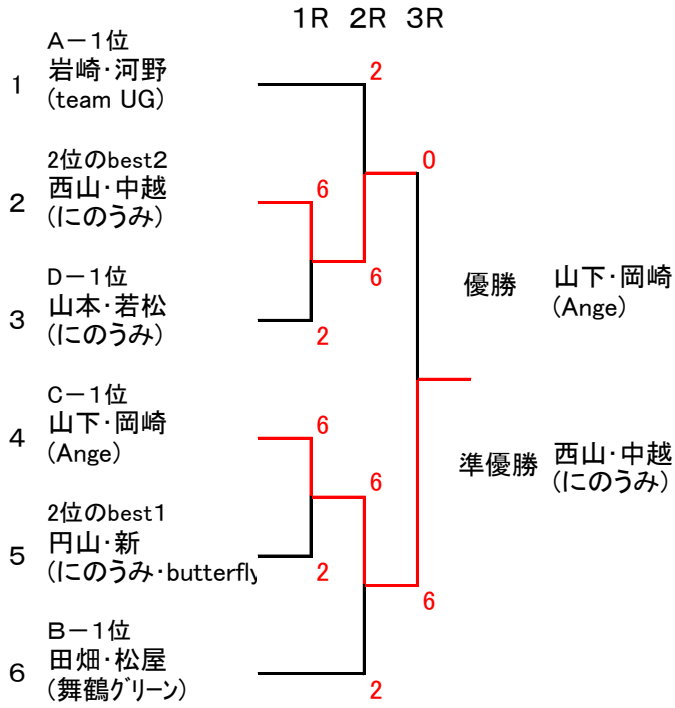 1R 2R 3R
A-1位
1 岩崎・河野
(team UG)
2
2位のbest2
2 西山・中越
(にのうみ)
6
0
6
D-1位
3 山本・若松
(にのうみ)
2
優勝 山下・岡崎
(Ange)
C-1位
4 山下・岡崎
(Ange)
6
6
準優勝 西山・中越
(にのうみ)
2位のbest1
5 円山・新
(にのうみ・butterfly
2
6
B-1位
6 田畑・松屋
(舞鶴グリーン)
2